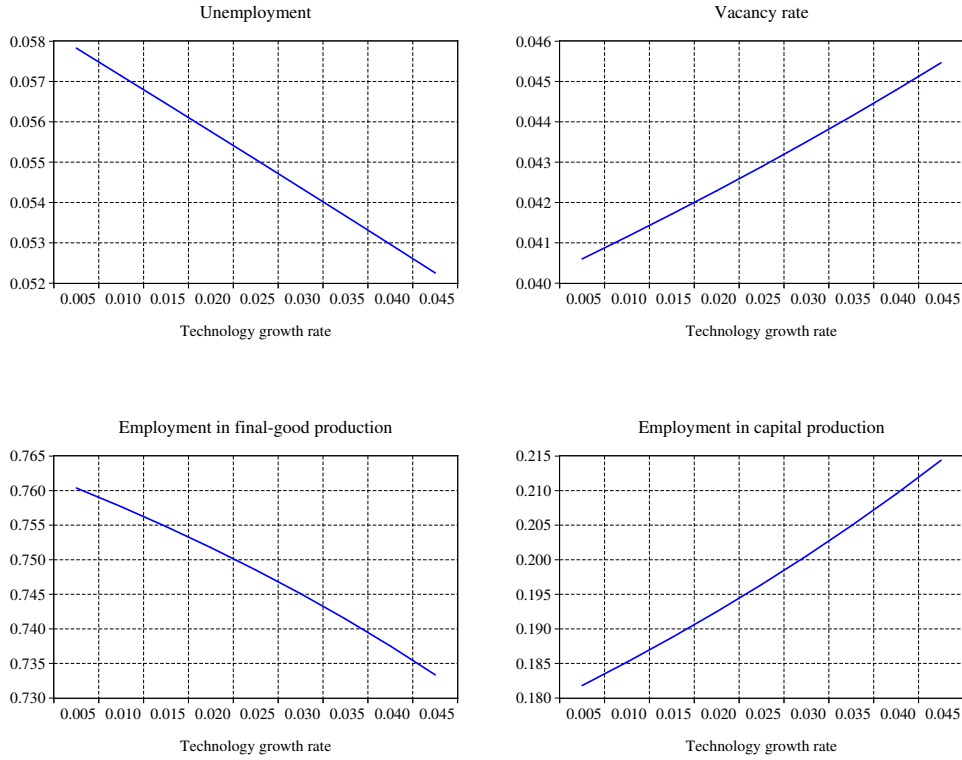 Unemployment
0.058
0.057
0.056
0.055
0.054
0.053
0.052
0.005 0.010 0.015 0.020 0.025 0.030 0.035 0.040 0.045
Technology growth rate
Vacancy rate
0.046
0.045
0.044
0.043
0.042
0.041
0.040
0.005 0.010 0.015 0.020 0.025 0.030 0.035 0.040 0.045
Technology growth rate
Employment in final-good production
0.765
0.760
0.755
0.750
0.745
0.740
0.735
0.730
0.005 0.010 0.015 0.020 0.025 0.030 0.035 0.040 0.045
Technology growth rate
Employment in capital production
0.215
0.210
0.205
0.200
0.195
0.190
0.185
0.180
0.005 0.010 0.015 0.020 0.025 0.030 0.035 0.040 0.045
Technology growth rate